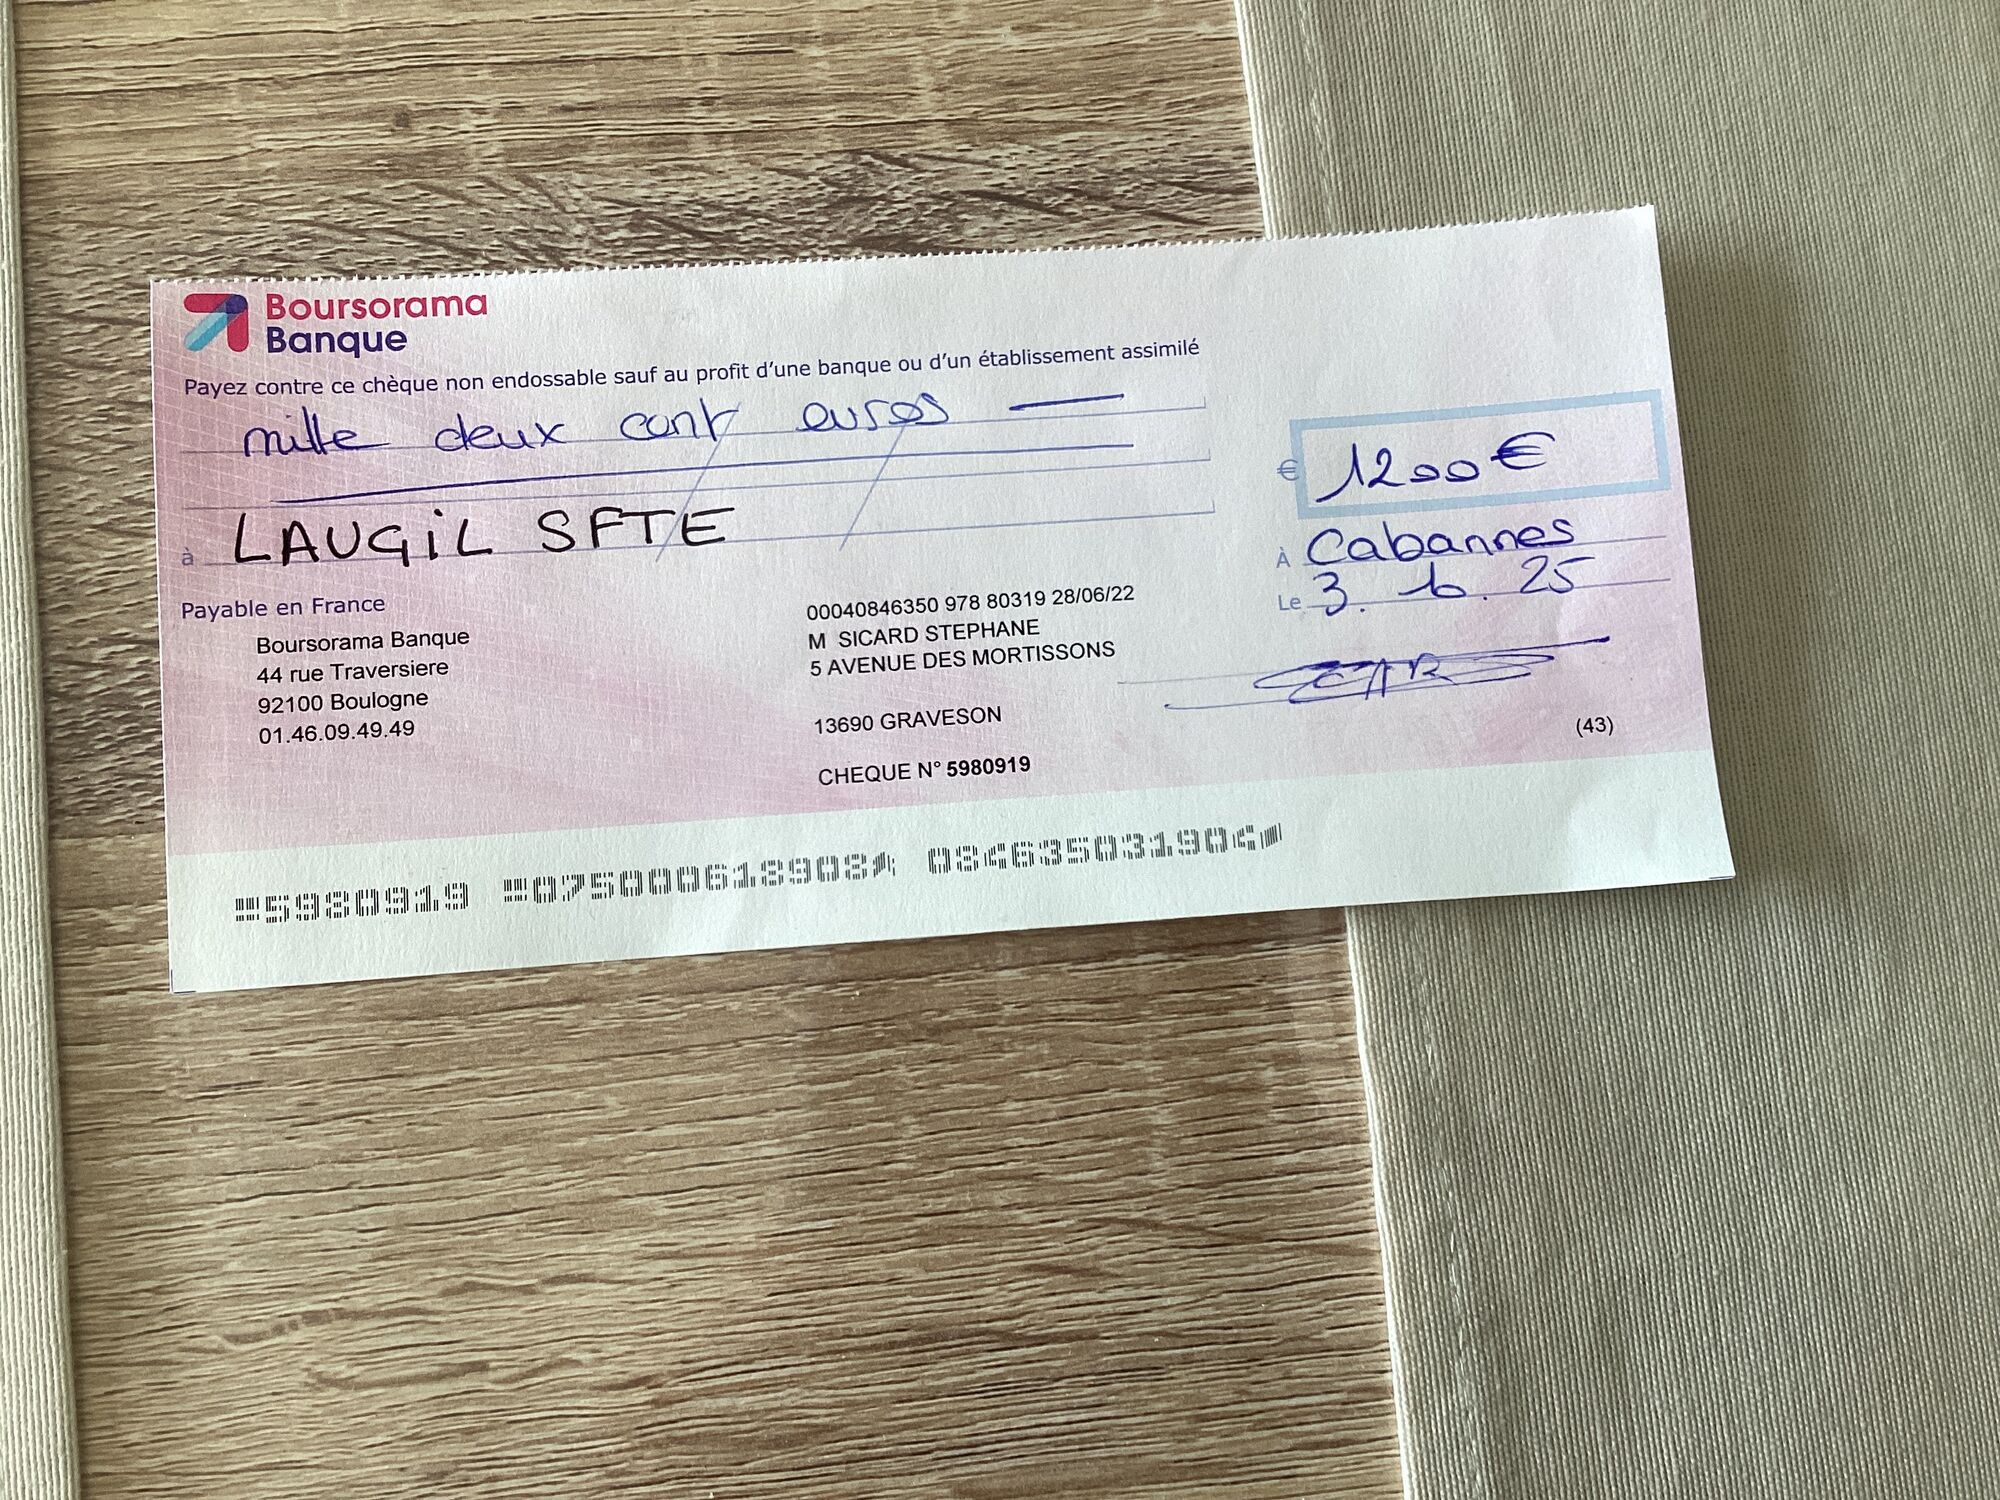 Boursorama
Banque
Payez contre ce chèque non endossable sauf au profit d'une banque ou d'un établissement assimilé
mille deux cent euros
€ 1200 €
à LAUGIL SFTE
À Cabannes
Le 3. 6. 25
Payable en France
Boursorama Banque
44 rue Traversiere
92100 Boulogne
01.46.09.49.49
00040846350 978 80319 28/06/22
M SICARD STEPHANE
5 AVENUE DES MORTISSONS
13690 GRAVESON
CHEQUE N° 5980919
(43)
5980919 075000618908 084635031904